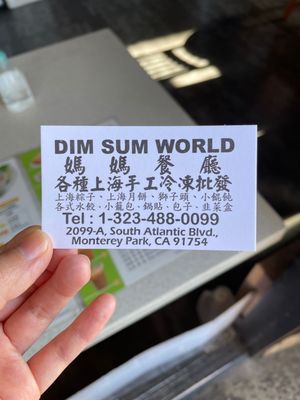 DIM SUM WORLD
媽媽餐廳
各種上海手工冷凍批發
上海粽子、上海月餅、獅子頭、小餛飩
各式水餃、小籠包、鍋貼、包子、韭菜盒
Tel : 1-323-488-0099
2099-A, South Atlantic Blvd.,
Monterey Park, CA 91754